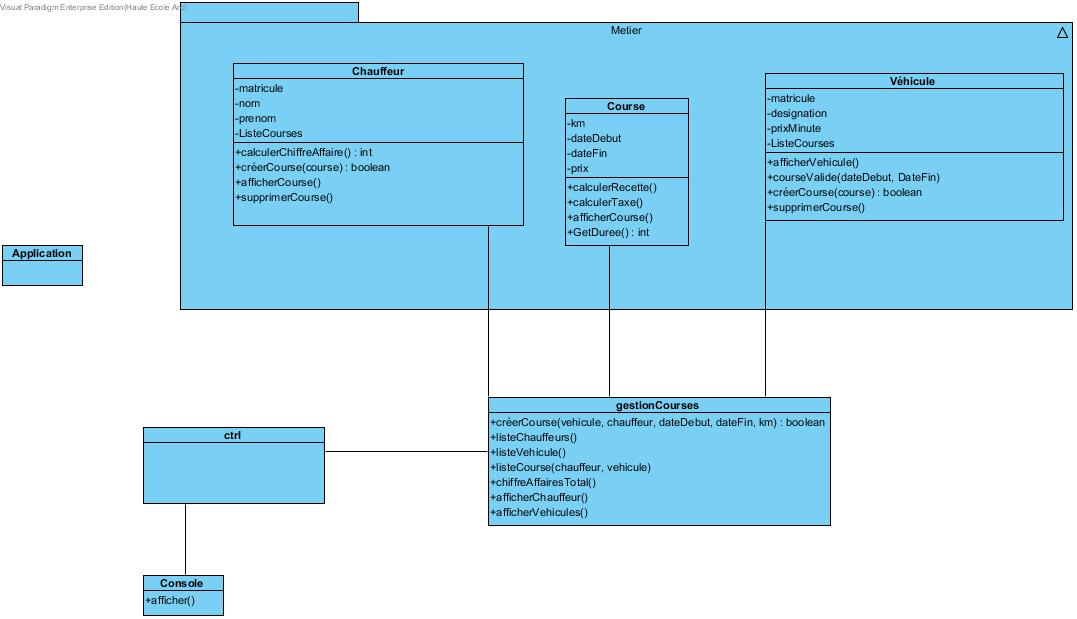 Visual Paradigm Enterprise Edition(Haute Ecole Arc)
Metier
Chauffeur
-matricule
-nom
-prenom
-ListeCourses
+calculerChiffreAffaire() : int
+créerCourse(course) : boolean
+afficherCourse()
+supprimerCourse()
Course
-km
-dateDebut
-dateFin
-prix
+calculerRecette()
+calculerTaxe()
+afficherCourse()
+GetDuree() : int
Véhicule
-matricule
-designation
-prixMinute
-ListeCourses
+afficherVehicule()
+courseValide(dateDebut, DateFin)
+créerCourse(course) : boolean
+supprimerCourse()
Application
gestionCourses
+créerCourse(vehicule, chauffeur, dateDebut, dateFin, km) : boolean
+listeChauffeurs()
+listeVehicule()
+listeCourse(chauffeur, vehicule)
+chiffreAffairesTotal()
+afficherChauffeur()
+afficherVehicules()
ctrl
Console
+afficher()